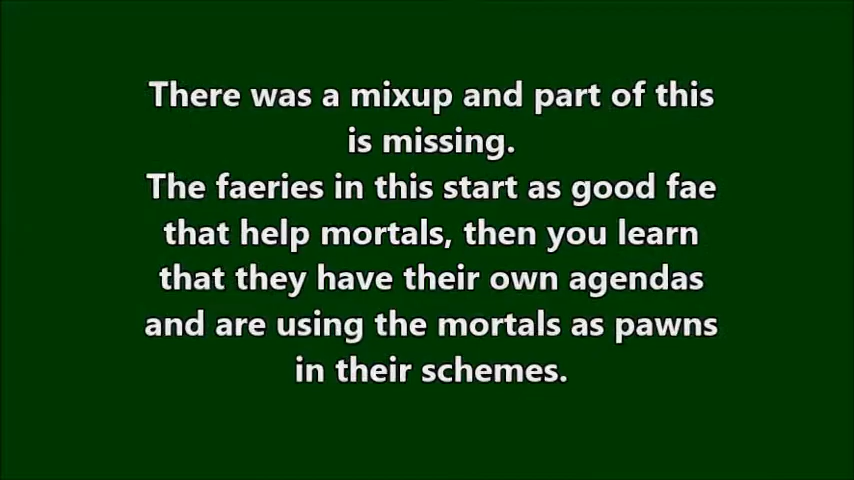 There was a mixup and part of this
is missing.
The faeries in this start as good fae
that help mortals, then you learn
that they have their own agendas
and are using the mortals as pawns
in their schemes.